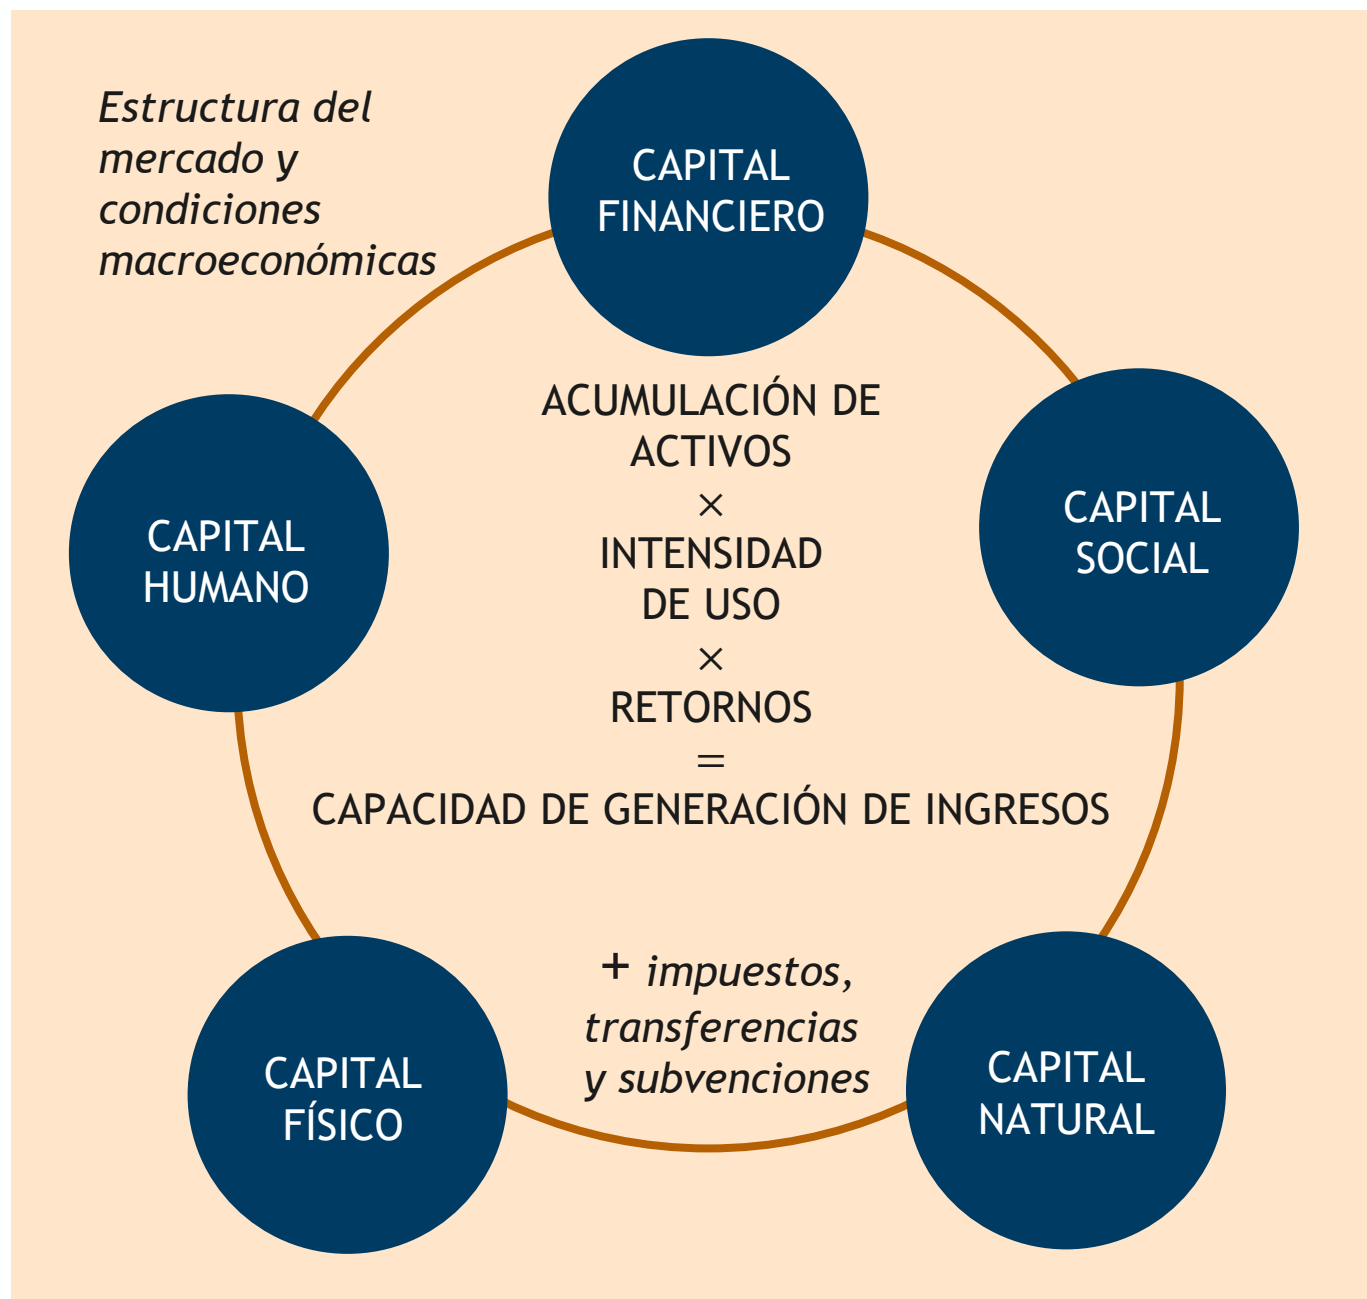 Estructura del
mercado y
condiciones
macroeconómicas
CAPITAL
FINANCIERO
CAPITAL
HUMANO
ACUMULACIÓN DE
ACTIVOS
×
INTENSIDAD
DE USO
×
RETORNOS
=
CAPACIDAD DE GENERACIÓN DE INGRESOS
CAPITAL
SOCIAL
+ impuestos,
transferencias
y subvenciones
CAPITAL
FÍSICO
CAPITAL
NATURAL